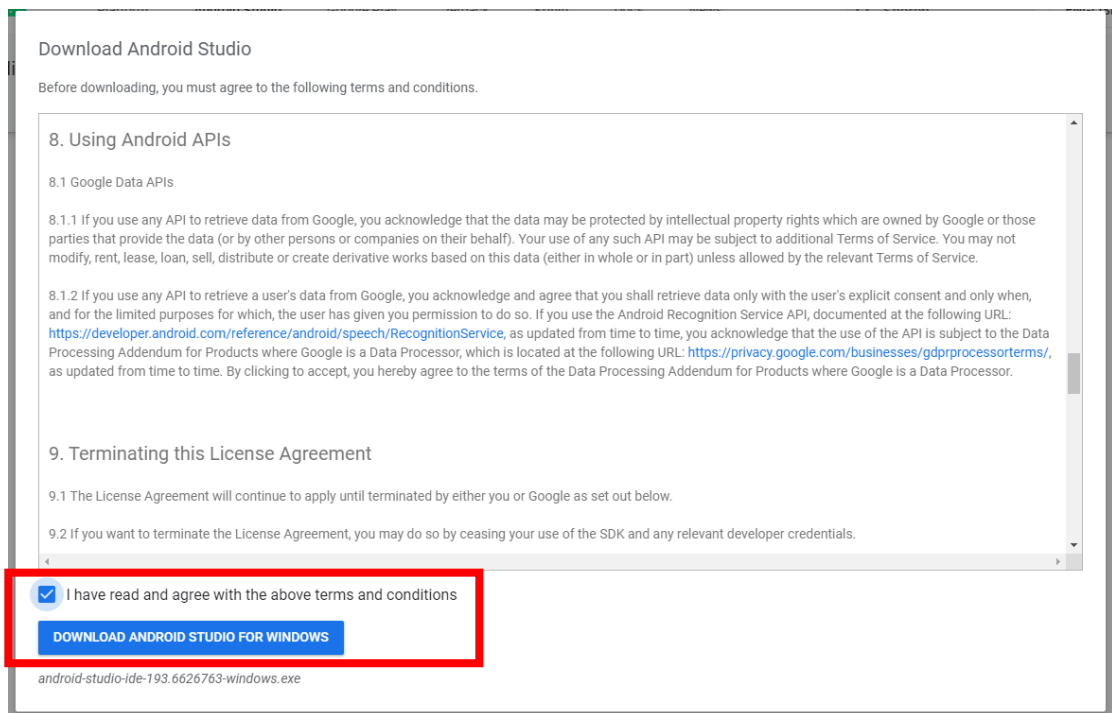 Download Android Studio
Before downloading, you must agree to the following terms and conditions.
8. Using Android APIs
8.1 Google Data APIs
8.1.1 If you use any API to retrieve data from Google, you acknowledge that the data may be protected by intellectual property rights which are owned by Google or those
parties that provide the data (or by other persons or companies on their behalf). Your use of any such API may be subject to additional Terms of Service. You may not
modify, rent, lease, loan, sell, distribute or create derivative works based on this data (either in whole or in part) unless allowed by the relevant Terms of Service.
8.1.2 If you use any API to retrieve a user's data from Google, you acknowledge and agree that you shall retrieve data only with the user's explicit consent and only when,
and for the limited purposes for which, the user has given you permission to do so. If you use the Android Recognition Service API, documented at the following URL:
https://developer.android.com/reference/android/speech/RecognitionService, as updated from time to time, you acknowledge that the use of the API is subject to the Data
Processing Addendum for Products where Google is a Data Processor, which is located at the following URL: https://privacy.google.com/businesses/gdprprocessorterms/,
as updated from time to time. By clicking to accept, you hereby agree to the terms of the Data Processing Addendum for Products where Google is a Data Processor.
9. Terminating this License Agreement
9.1 The License Agreement will continue to apply until terminated by either you or Google as set out below.
9.2 If you want to terminate the License Agreement, you may do so by ceasing your use of the SDK and any relevant developer credentials.
I have read and agree with the above terms and conditions
DOWNLOAD ANDROID STUDIO FOR WINDOWS
android-studio-ide-193.6626763-windows.exe